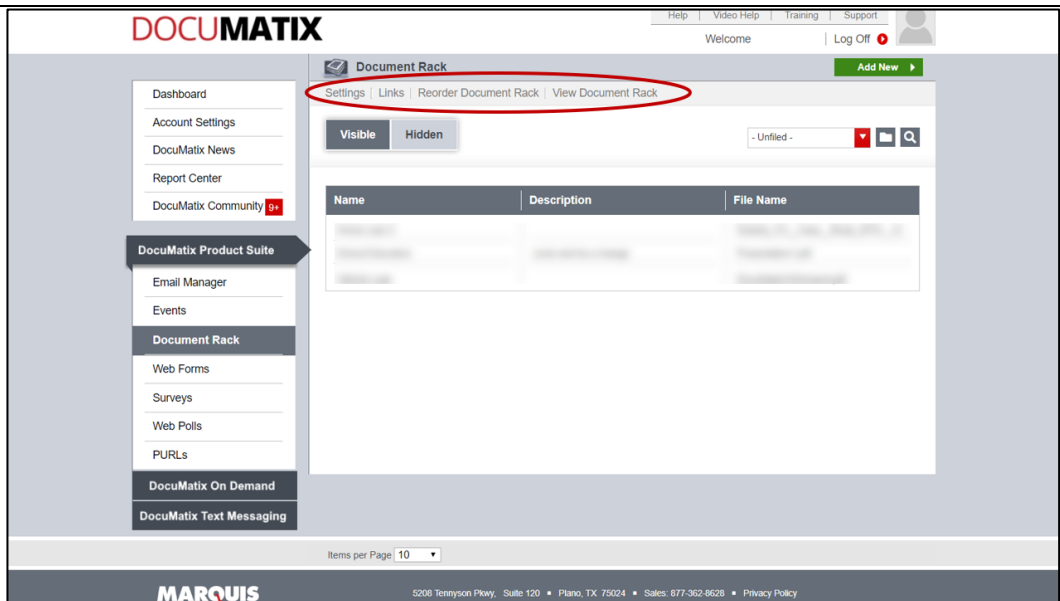 DOCUMATIX
Help | Video Help | Training | Support
Welcome | Log Off
Document Rack
Add New
Settings | Links | Reorder Document Rack | View Document Rack
Dashboard
Account Settings
DocuMatix News
Report Center
DocuMatix Community 9+
Visible Hidden
- Unfiled -
Name Description File Name
DocuMatix Product Suite
Email Manager
Events
Document Rack
Web Forms
Surveys
Web Polls
PURLs
DocuMatix On Demand
DocuMatix Text Messaging
Items per Page 10
MARQUIS
5208 Tennyson Pkwy, Suite 120 ▪ Plano, TX 75024 ▪ Sales: 877-362-8628 ▪ Privacy Policy